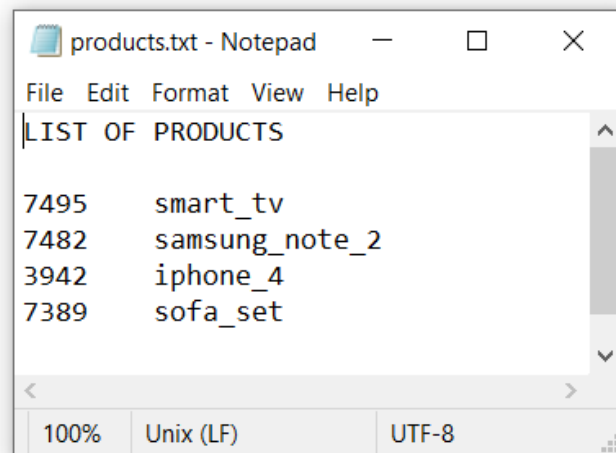 products.txt - Notepad
File Edit Format View Help
LIST OF PRODUCTS
7495 smart_tv
7482 samsung_note_2
3942 iphone_4
7389 sofa_set
100% Unix (LF) UTF-8